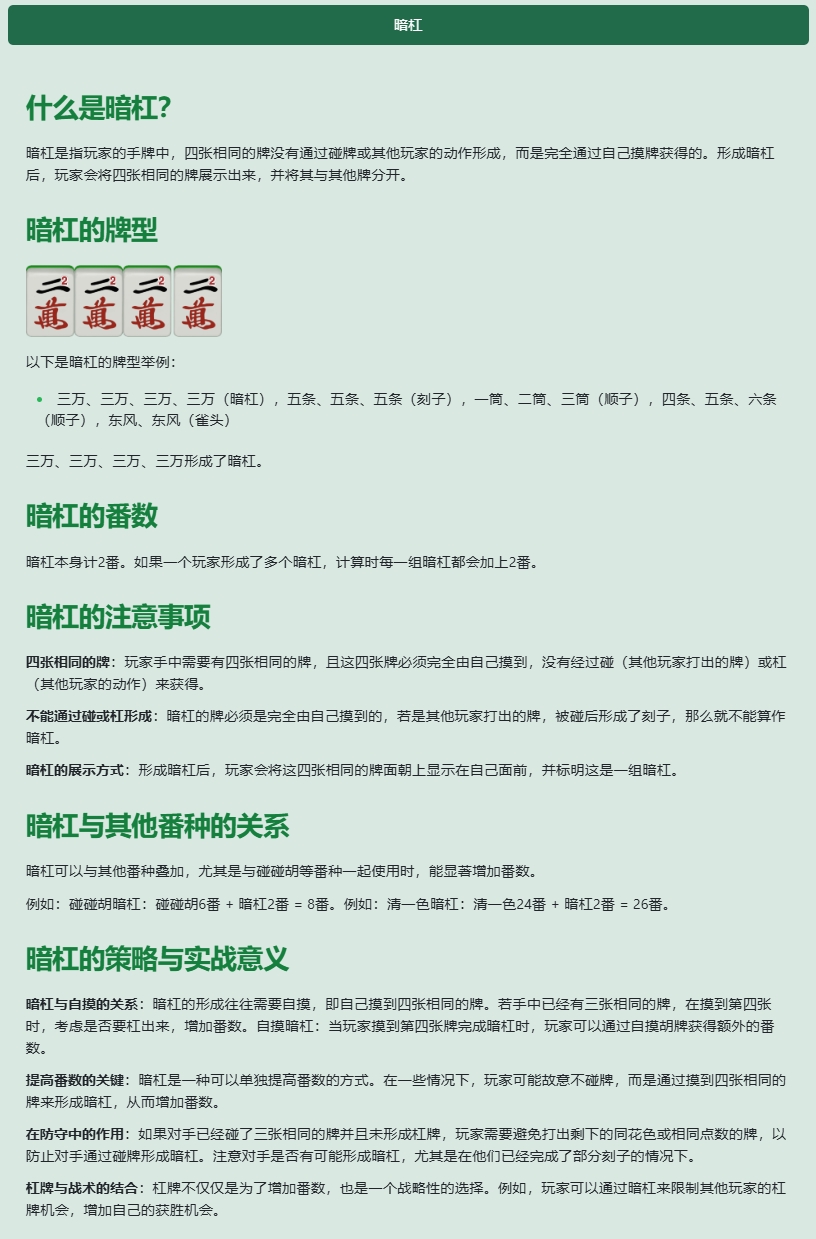 暗杠
什么是暗杠？
暗杠是指玩家的手牌中，四张相同的牌没有通过碰牌或其他玩家的动作形成，而是完全通过自己摸牌获得的。形成暗杠
后，玩家会将四张相同的牌展示出来，并将其与其他牌分开。
暗杠的牌型
二2 二2 二2 二2
萬 萬 萬 萬
以下是暗杠的牌型举例：
三万、三万、三万、三万（暗杠），五条、五条、五条（刻子），一筒、二筒、三筒（顺子），四条、五条、六条
（顺子），东风、东风（雀头）
三万、三万、三万、三万形成了暗杠。
暗杠的番数
暗杠本身计2番。如果一个玩家形成了多个暗杠，计算时每一组暗杠都会加上2番。
暗杠的注意事项
四张相同的牌：玩家手中需要有四张相同的牌，且这四张牌必须完全由自己摸到，没有经过碰（其他玩家打出的牌）或杠
（其他玩家的动作）来获得。
不能通过碰或杠形成：暗杠的牌必须是完全由自己摸到的，若是其他玩家打出的牌，被碰后形成了刻子，那么就不能算作
暗杠。
暗杠的展示方式：形成暗杠后，玩家会将这四张相同的牌面朝上显示在自己面前，并标明这是一组暗杠。
暗杠与其他番种的关系
暗杠可以与其他番种叠加，尤其是与碰碰胡等番种一起使用时，能显著增加番数。
例如：碰碰胡暗杠：碰碰胡6番 + 暗杠2番 = 8番。例如：清一色暗杠：清一色24番 + 暗杠2番 = 26番。
暗杠的策略与实战意义
暗杠与自摸的关系：暗杠的形成往往需要自摸，即自己摸到四张相同的牌。若手中已经有三张相同的牌，在摸到第四张
时，考虑是否要杠出来，增加番数。自摸暗杠：当玩家摸到第四张牌完成暗杠时，玩家可以通过自摸胡牌获得额外的番
数。
提高番数的关键：暗杠是一种可以单独提高番数的方式。在一些情况下，玩家可能故意不碰牌，而是通过摸到四张相同的
牌来形成暗杠，从而增加番数。
在防守中的作用：如果对手已经碰了三张相同的牌并且未形成杠牌，玩家需要避免打出剩下的同花色或相同点数的牌，以
防止对手通过碰牌形成暗杠。注意对手是否有可能形成暗杠，尤其是在他们已经完成了部分刻子的情况下。
杠牌与战术的结合：杠牌不仅仅是为了增加番数，也是一个战略性的选择。例如，玩家可以通过暗杠来限制其他玩家的杠
牌机会，增加自己的获胜机会。